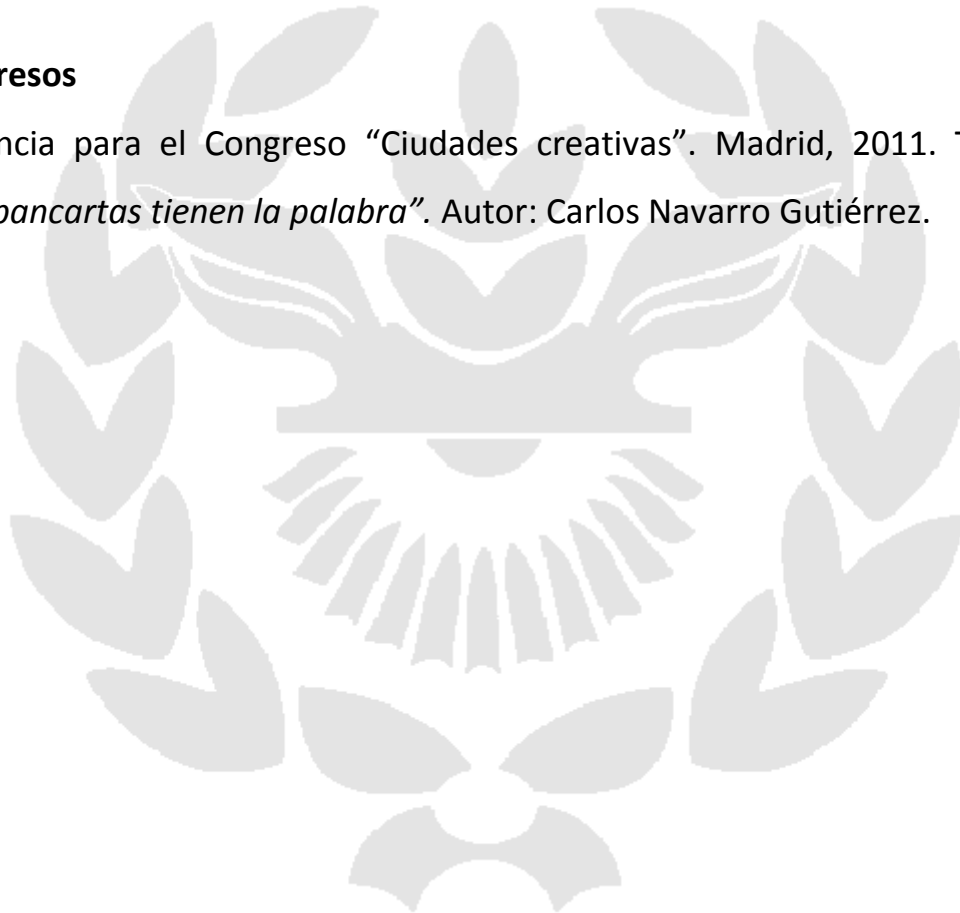 resos
ncia para el Congreso “Ciudades creativas”. Madrid, 2011. T
pancartas tienen la palabra”. Autor: Carlos Navarro Gutiérrez.